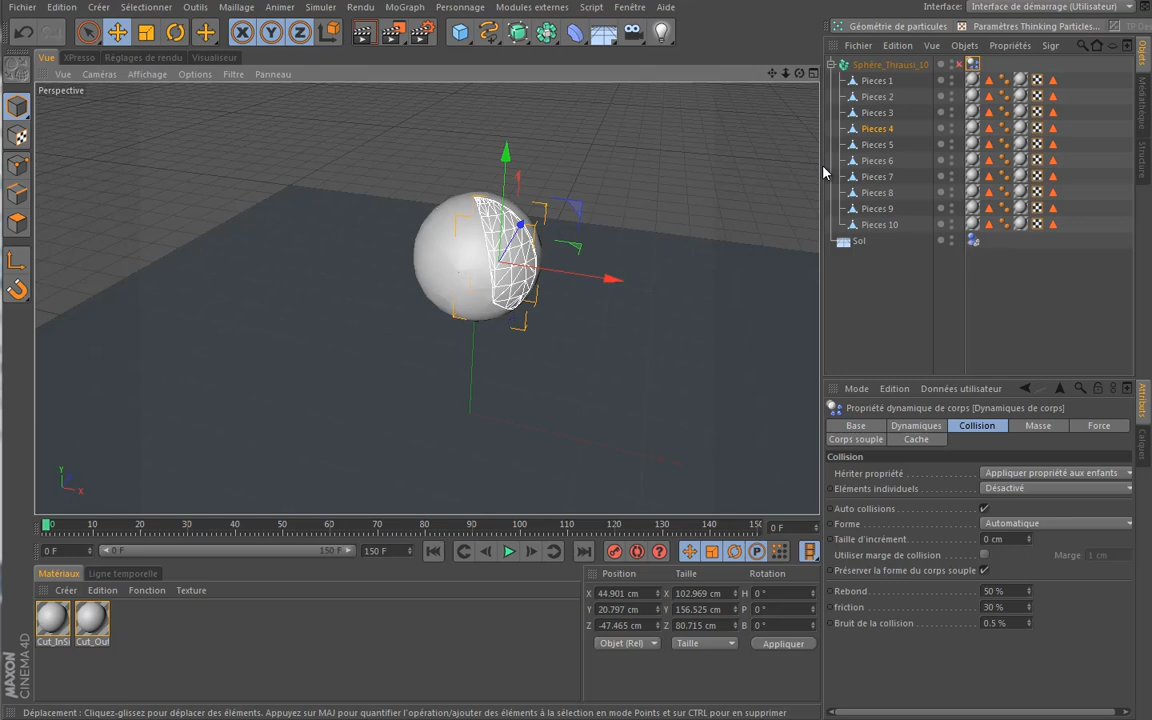 Fichier Edition Créer Sélectionner Outils Maillage Animer Simuler Rendu MoGraph Personnage Modules externes Script Fenêtre Aide Interface: Interface de démarrage (Utilisateur)
X Y Z
Géométrie de particules Paramètres Thinking Particles... TP De
Fichier Edition Vue Objets Propriétés Sigr
Vue XPresso Réglages de rendu Visualiseur
Vue Caméras Affichage Options Filtre Panneau
Perspective
Y
X
Sphère_Thrausi_10
Pieces 1
Pieces 2
Pieces 3
Pieces 4
Pieces 5
Pieces 6
Pieces 7
Pieces 8
Pieces 9
Pieces 10
Sol
Objets
Médiathèque
Structure
Mode Edition Données utilisateur
Propriété dynamique de corps [Dynamiques de corps]
Base Dynamiques Collision Masse Force
Corps souple Cache
Collision
Hériter propriété Appliquer propriété aux enfants
Eléments individuels Désactivé
Auto collisions
Forme Automatique
Taille d'incrément. 0 cm
Utiliser marge de collision Marge 1 cm
Préserver la forme du corps souple
Rebond 50 %
friction 30 %
Bruit de la collision 0.5 %
Attributs
Calques
0 10 20 30 40 50 60 70 80 90 100 110 120 130 140 150 0 F
0 F 0 F 150 F 150 F
P
Matériaux Ligne temporelle
Créer Edition Fonction Texture
Cut_InSi Cut_Out
Position Taille Rotation
X 44.901 cm X 102.969 cm H 0 °
Y 20.797 cm Y 156.525 cm P 0 °
Z -47.465 cm Z 80.715 cm B 0 °
Objet (Rel) Taille Appliquer
MAXON
CINEMA 4D
Déplacement : Cliquez-glissez pour déplacer des éléments. Appuyez sur MAJ pour quantifier l'opération/ajouter des éléments à la sélection en mode Points et sur CTRL pour en supprimer